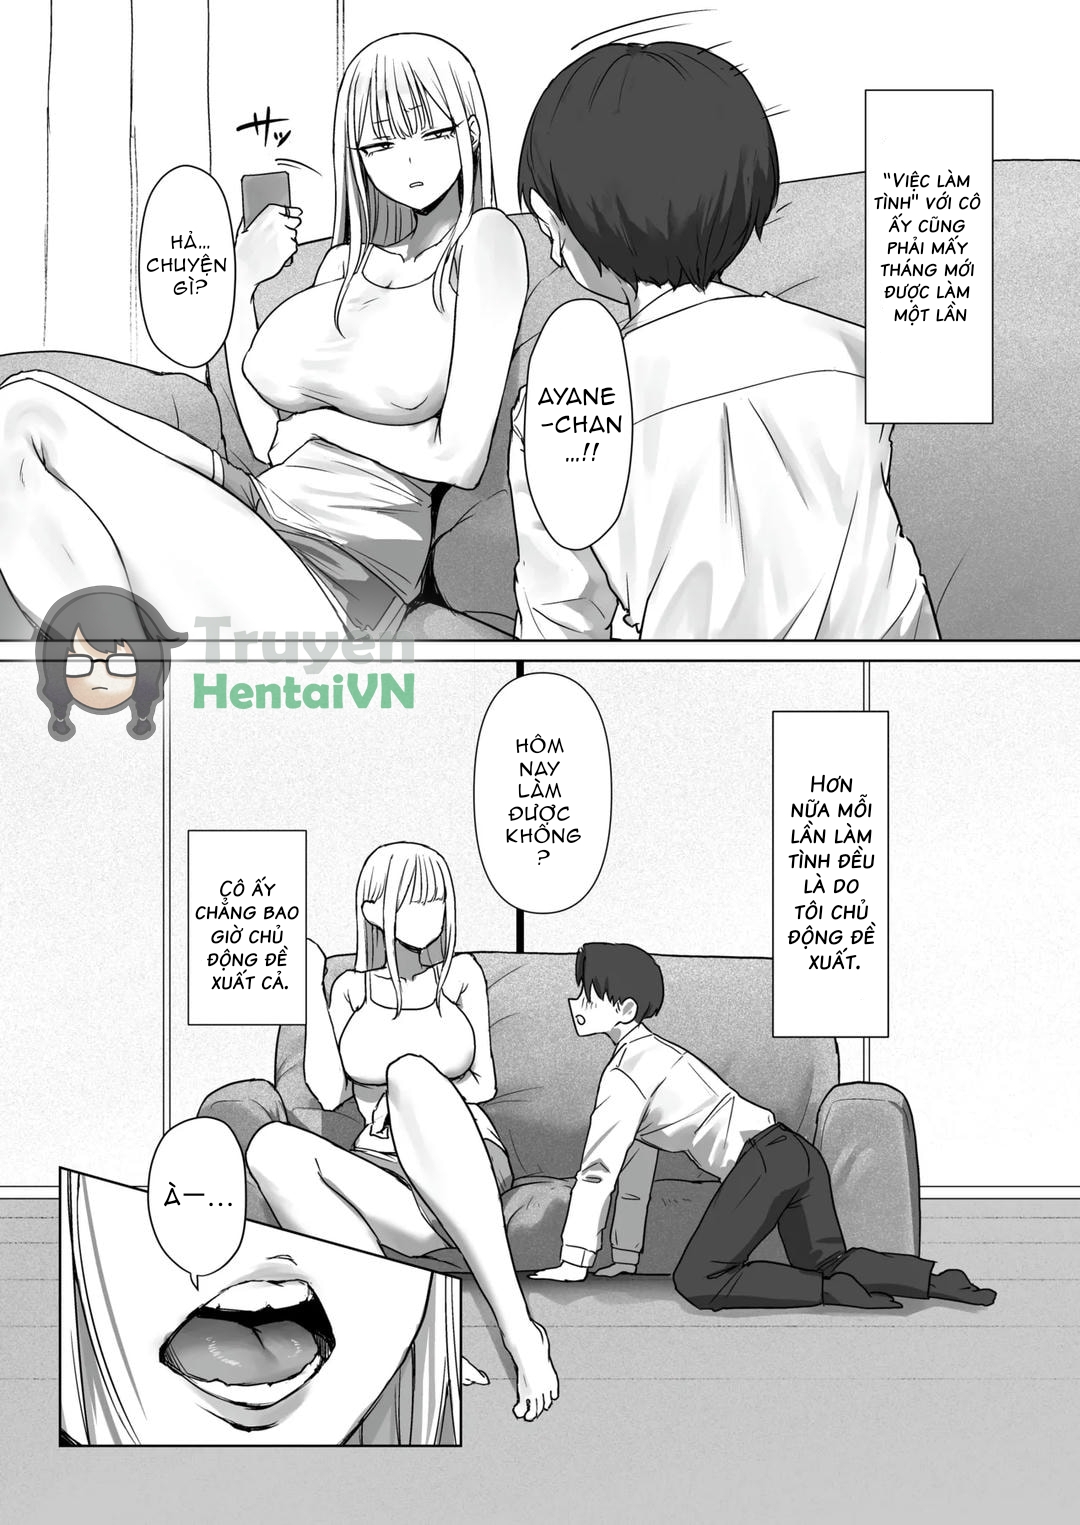 "VIỆC LÀM
TÌNH" VỚI CÔ
ẤY CŨNG
PHẢI MẤY
THÁNG MỚI
ĐƯỢC LÀM
MỘT LẦN
AYANE
-CHAN
...!!
サッ
HẢ...
CHUYỆN
GÌ?
Truyen
HentaiVN
HƠN
NỮA MỖI
LẦN LÀM
TÌNH ĐỀU
LÀ DO
TÔI CHỦ
ĐỘNG ĐỀ
XUẤT.
HÔM
NAY
LÀM
ĐƯỢC
KHÔNG
?
CÔ ẤY
CHẲNG BAO
GIỜ CHỦ
ĐỘNG ĐỀ
XUẤT CẢ.
À—...